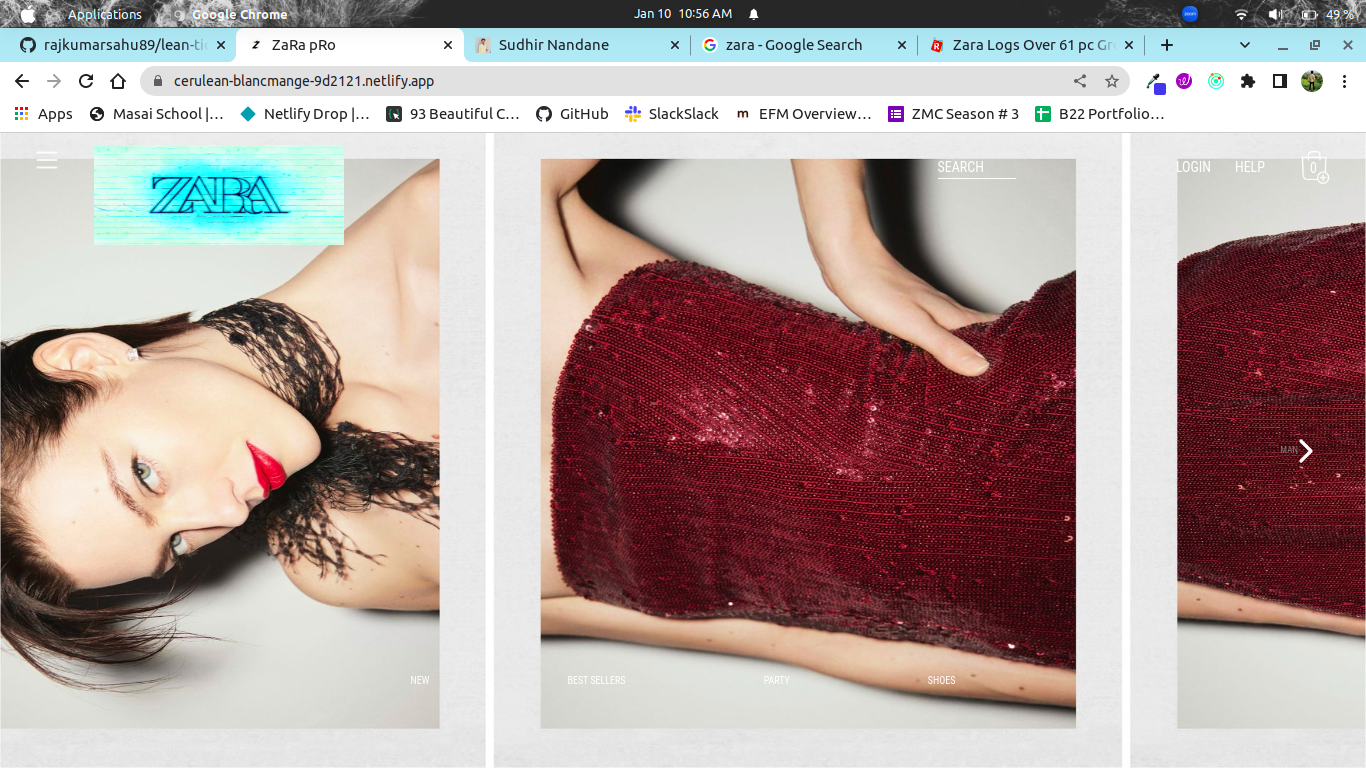 Applications
Google Chrome
Jan 10 10:56 AM
49 %
rajkumarsahu89/lean-ti
ZaRa pRo
Sudhir Nandane
zara - Google Search
Zara Logs Over 61 pc Gr
cerulean-blancmange-9d2121.netlify.app
Apps
Masai School |...
Netlify Drop |...
93 Beautiful C...
GitHub
SlackSlack
EFM Overview...
ZMC Season # 3
B22 Portfolio...
ZARA
SEARCH
LOGIN
HELP
0
MAN
NEW
BEST SELLERS
PARTY
SHOES